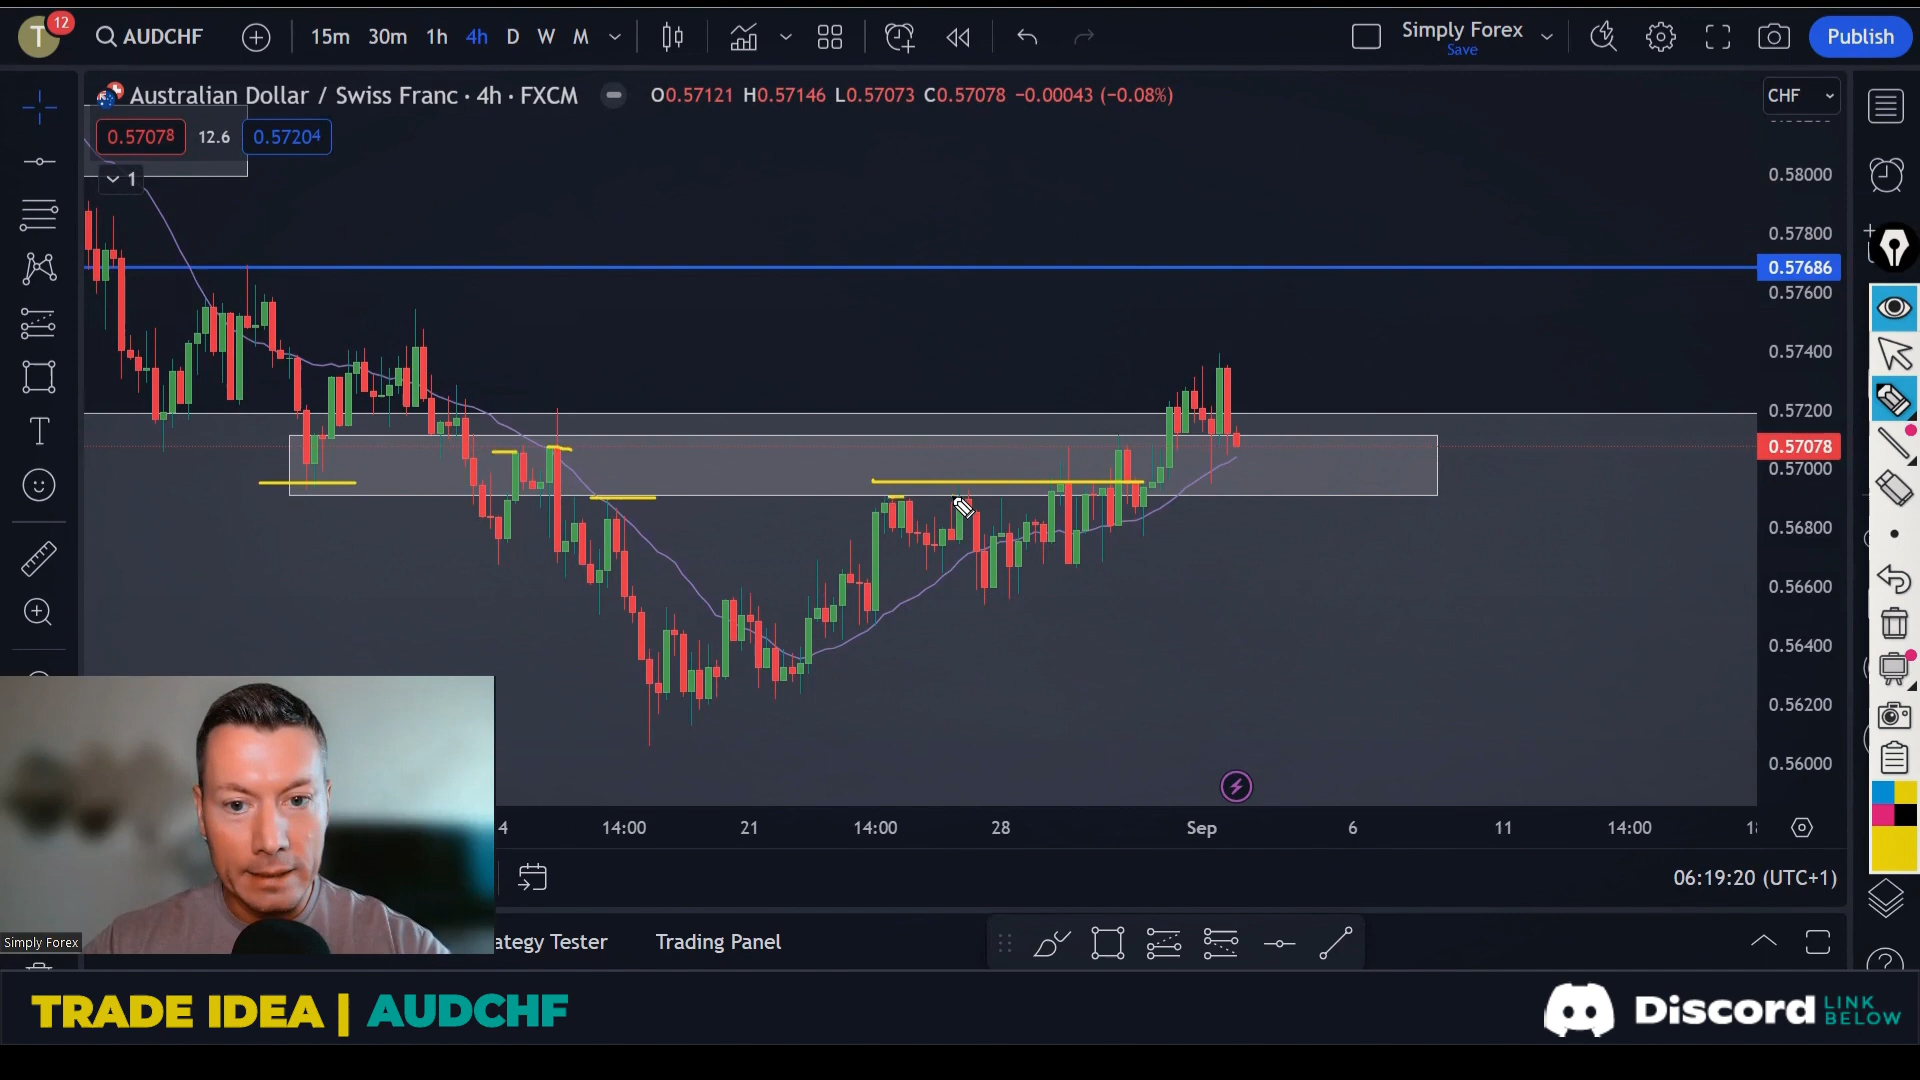 T
12
AUDCHF
15m 30m 1h 4h D W M
Simply Forex
Save
Publish
Australian Dollar / Swiss Franc · 4h · FXCM
O0.57121 H0.57146 L0.57073 C0.57078 −0.00043 (−0.08%)
CHF
0.57078 12.6 0.57204
1
0.58000
0.57800
0.57686
0.57600
0.57400
0.57200
0.57078
0.57000
0.56800
0.56600
0.56400
0.56200
0.56000
4 14:00 21 14:00 28 Sep 6 11 14:00
06:19:20 (UTC+1)
Simply Forex
ategy Tester
Trading Panel
TRADE IDEA | AUDCHF
Discord LINK BELOW